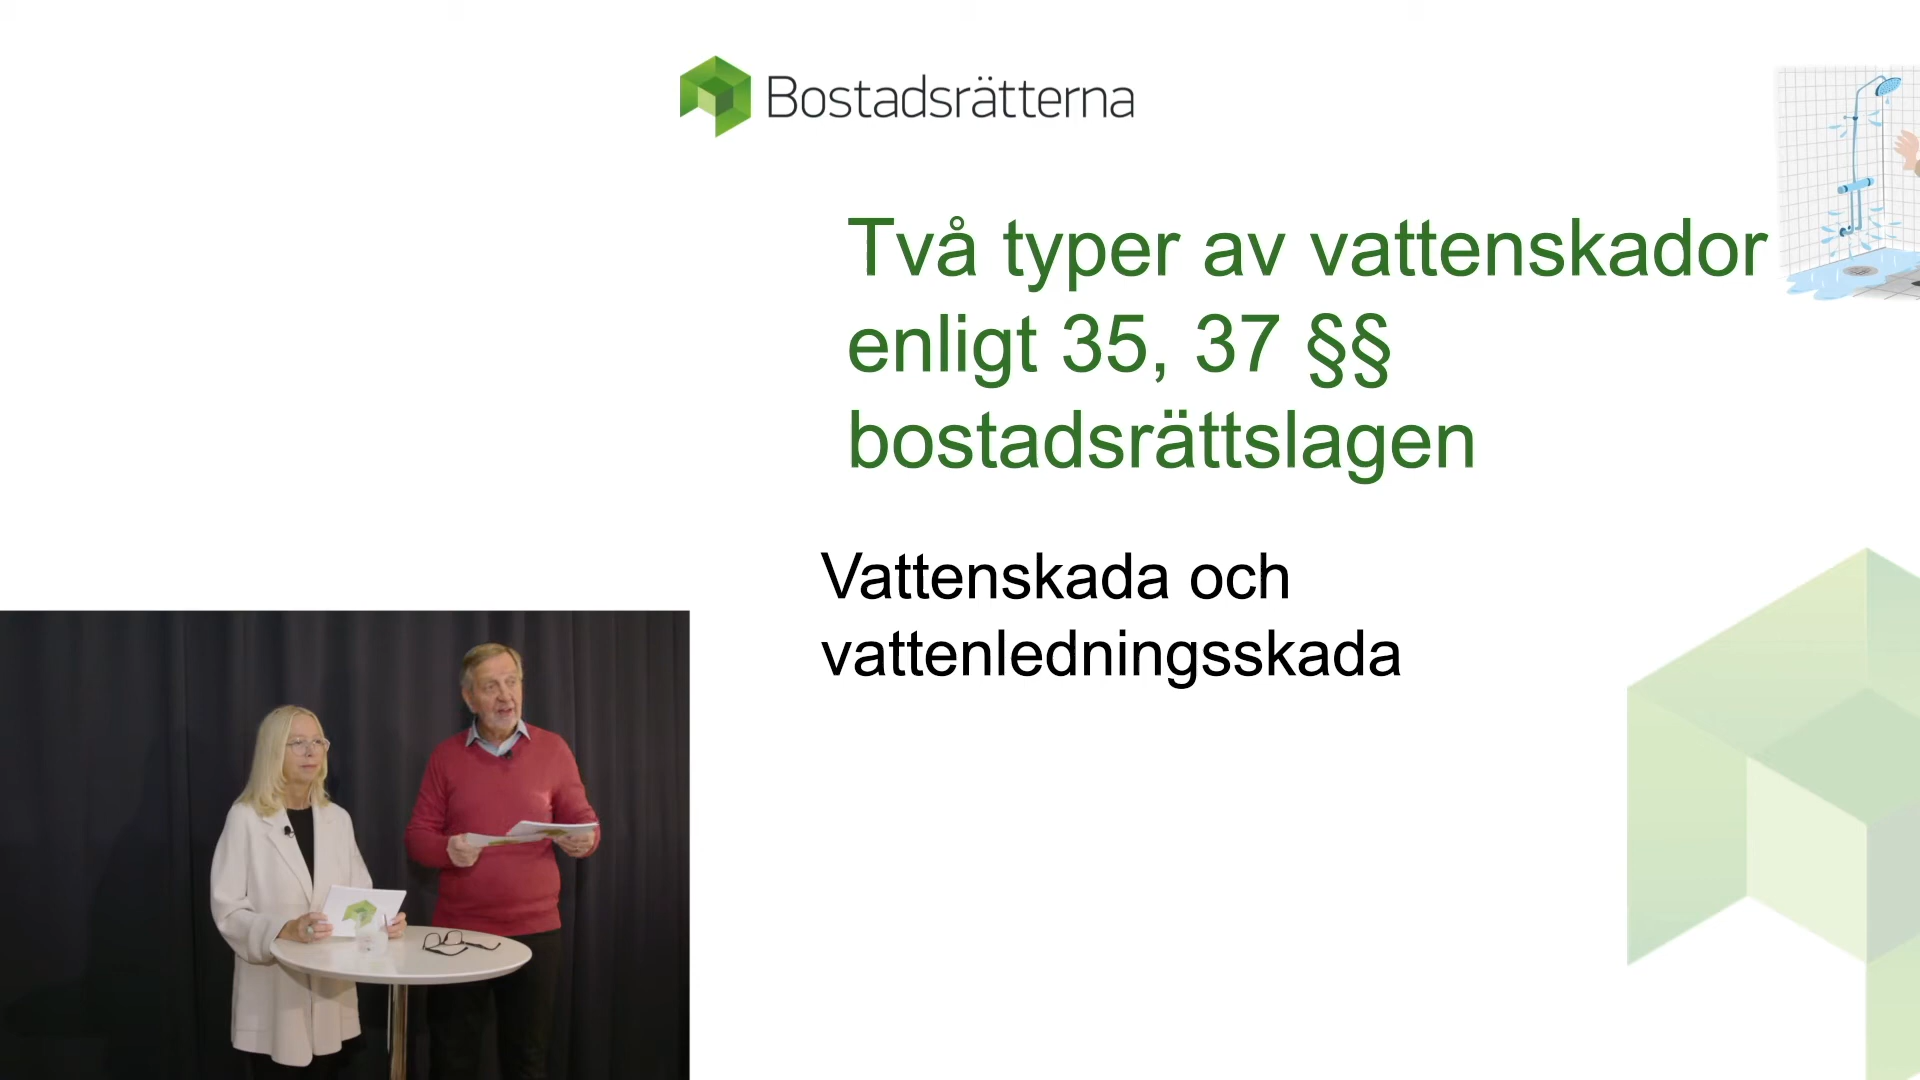 Bostadsrätterna
Två typer av vattenskador
enligt 35, 37 §§
bostadsrättslagen
Vattenskada och
vattenledningsskada